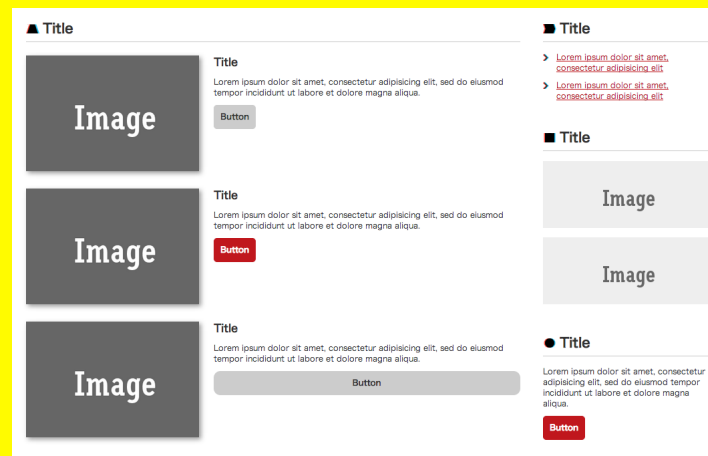 Title
Image
Title
Lorem ipsum dolor sit amet, consectetur adipisicing elit, sed do eiusmod
tempor incididunt ut labore et dolore magna aliqua.
Button
Image
Title
Lorem ipsum dolor sit amet, consectetur adipisicing elit, sed do eiusmod
tempor incididunt ut labore et dolore magna aliqua.
Button
Image
Title
Lorem ipsum dolor sit amet, consectetur adipisicing elit, sed do eiusmod
tempor incididunt ut labore et dolore magna aliqua.
Button
Title
Lorem ipsum dolor sit amet,
consectetur adipisicing elit
Lorem ipsum dolor sit amet,
consectetur adipisicing elit
Title
Image
Image
Title
Lorem ipsum dolor sit amet, consectetur
adipisicing elit, sed do eiusmod tempor
incididunt ut labore et dolore magna
aliqua.
Button